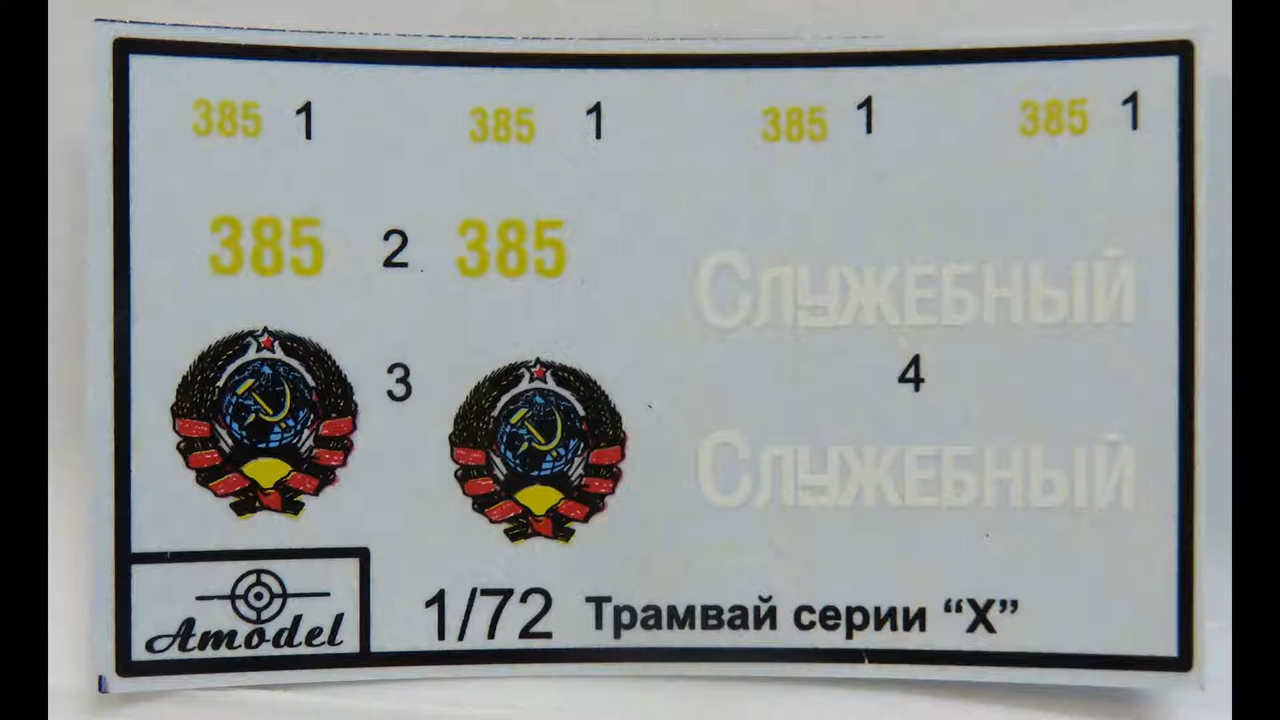 385 1 385 1 385 1 385 1
385 2 385
Служебный
3
4
Служебный
Amodel
1/72 Трамвай серии “Х”